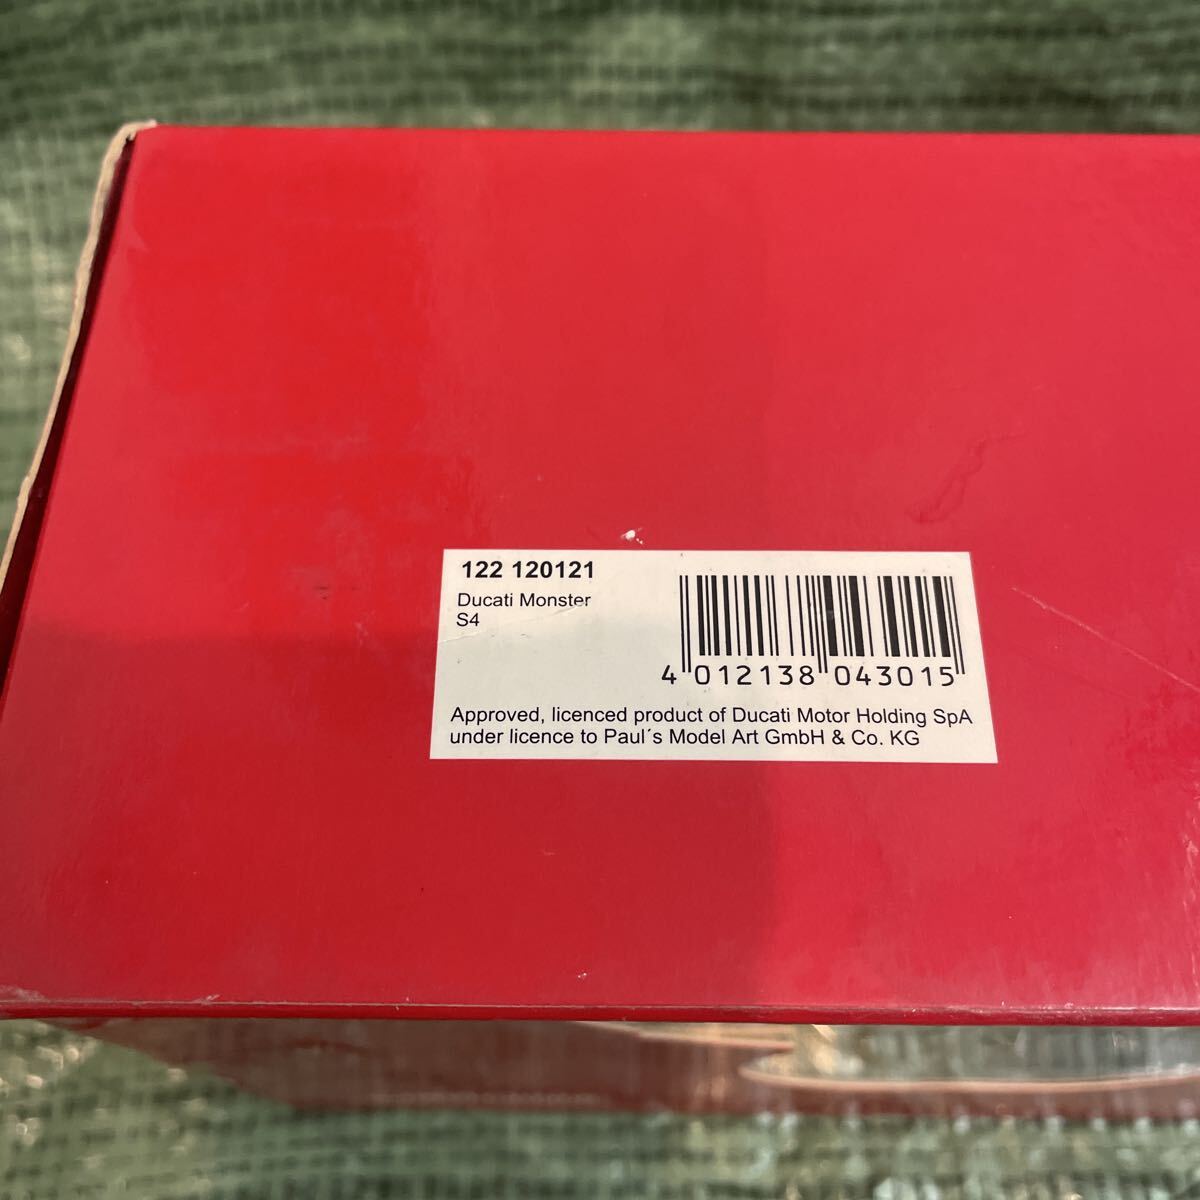 122 120121
Ducati Monster
S4
4 012138 043015
Approved, licenced product of Ducati Motor Holding SpA
under licence to Paul´s Model Art GmbH & Co. KG